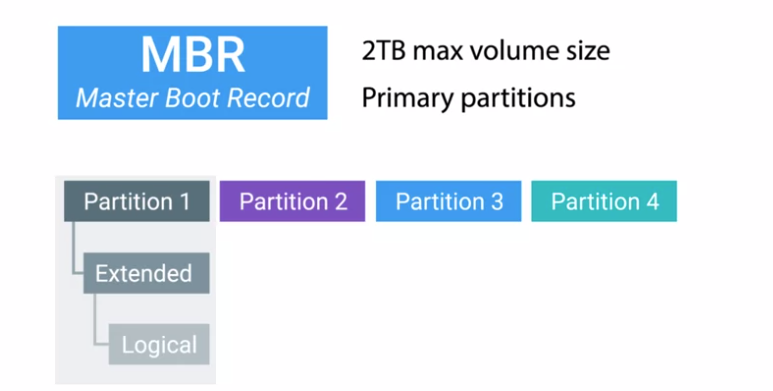 MBR
Master Boot Record
2TB max volume size
Primary partitions
Partition 1
Partition 2
Partition 3
Partition 4
Extended
Logical